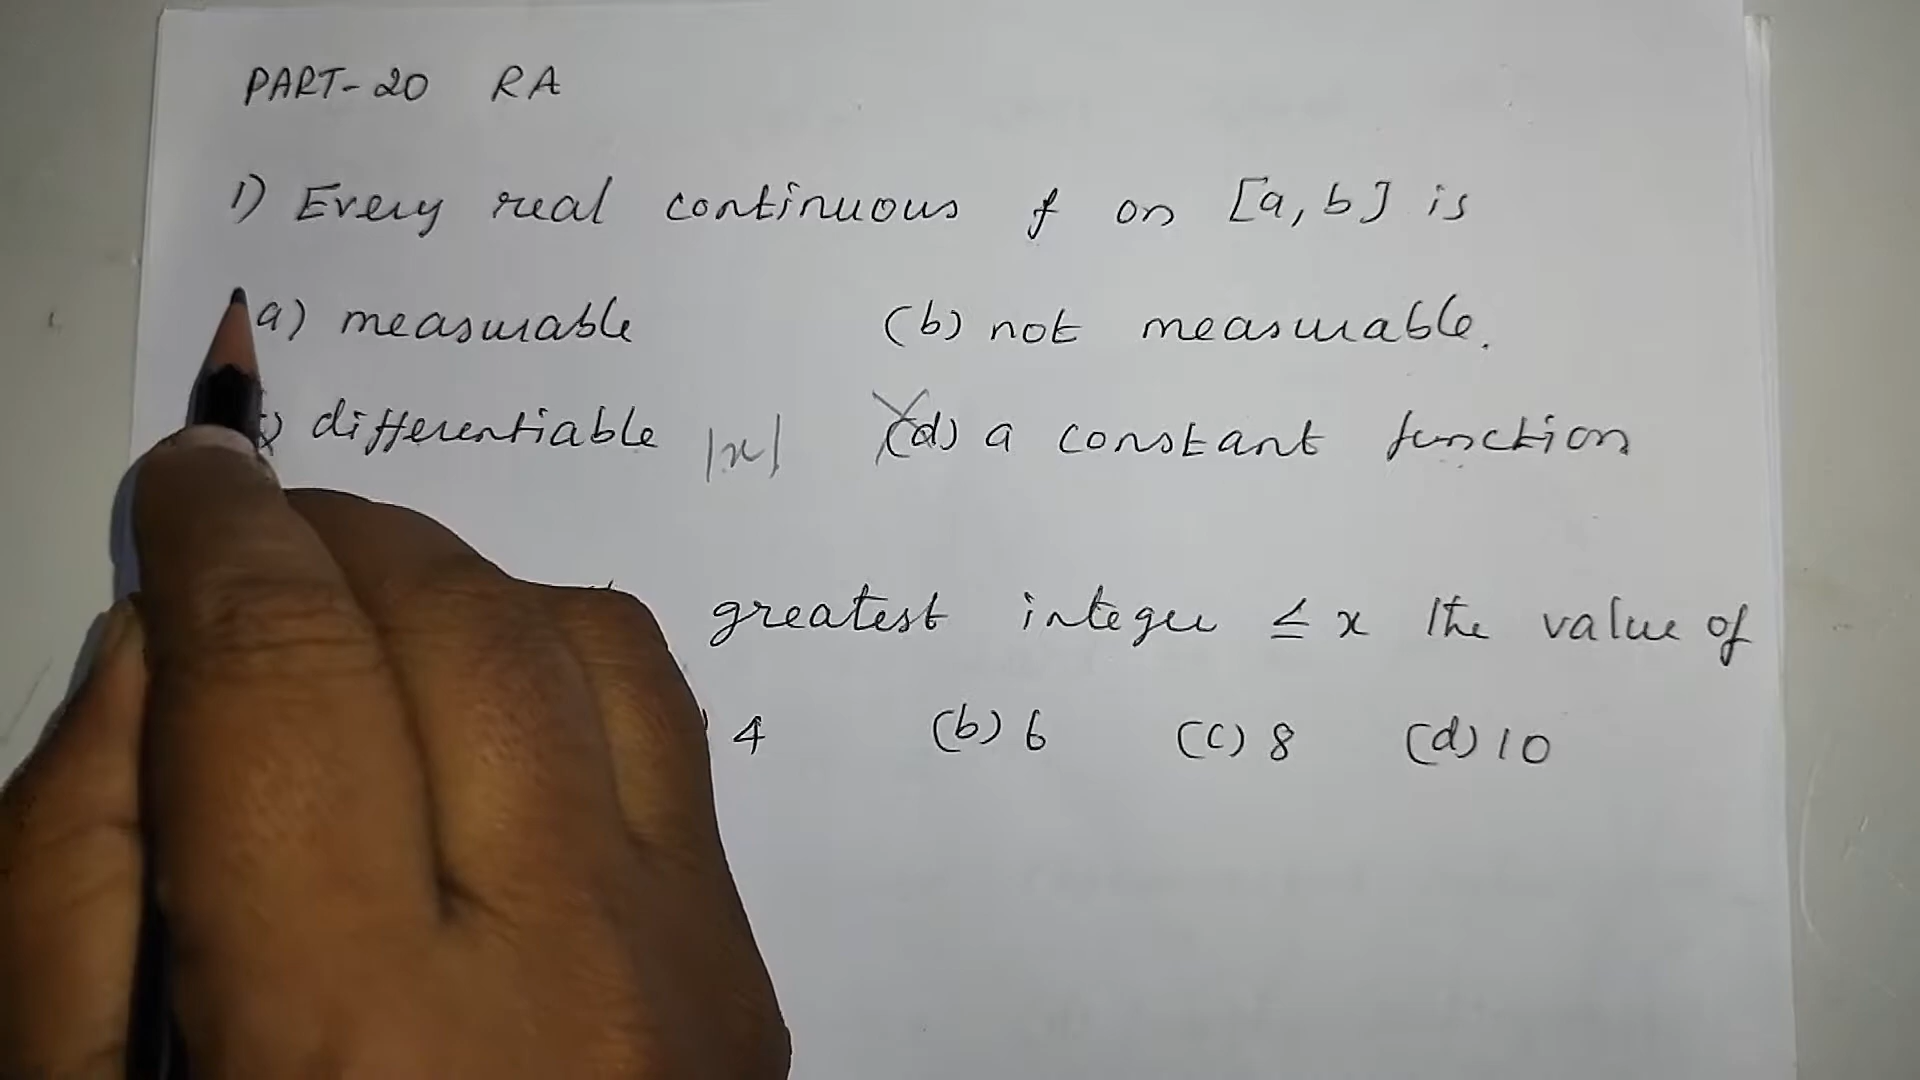 PART-20 RA
1) Every real continuous f on [a, b] is
a) measurable (b) not measurable.
) differentiable |x| (d) a constant function
greatest integer ≤ x the value of
4 (b) 6 (c) 8 (d) 10